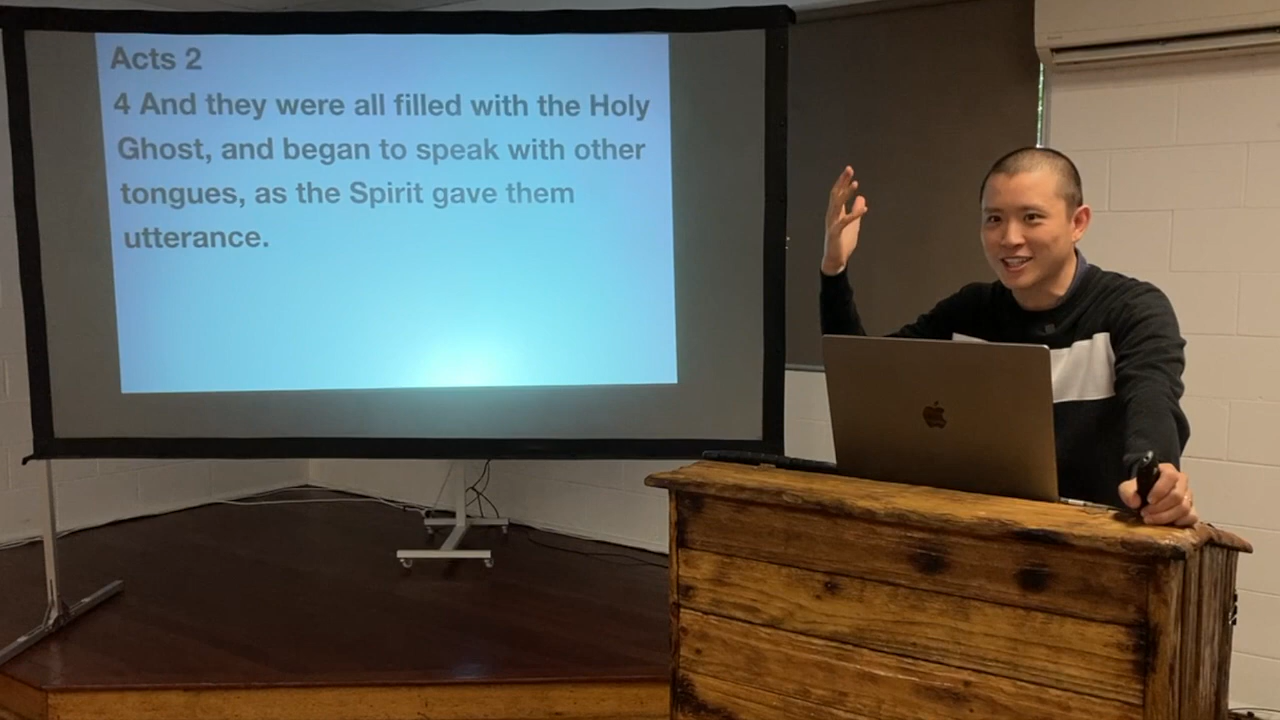 Acts 2
4 And they were all filled with the Holy
Ghost, and began to speak with other
tongues, as the Spirit gave them
utterance.